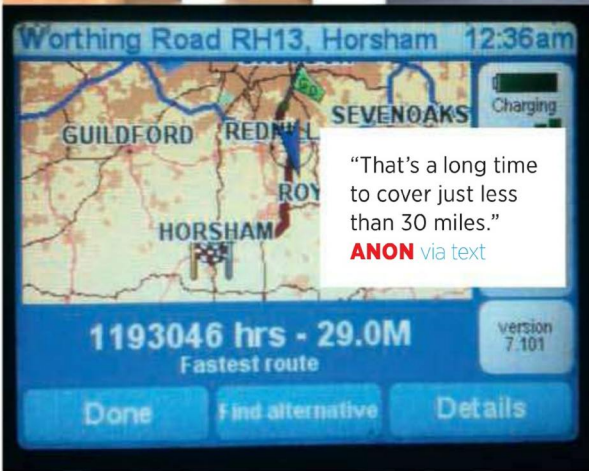 Worthing Road RH13, Horsham 12:36am
Charging
SEVENOAKS
GUILDFORD
HORSHAM
“That’s a long time
to cover just less
than 30 miles.”
ANON via text
1193046 hrs - 29.0M
Fastest route
version
7.101
Done
Find alternative
Details